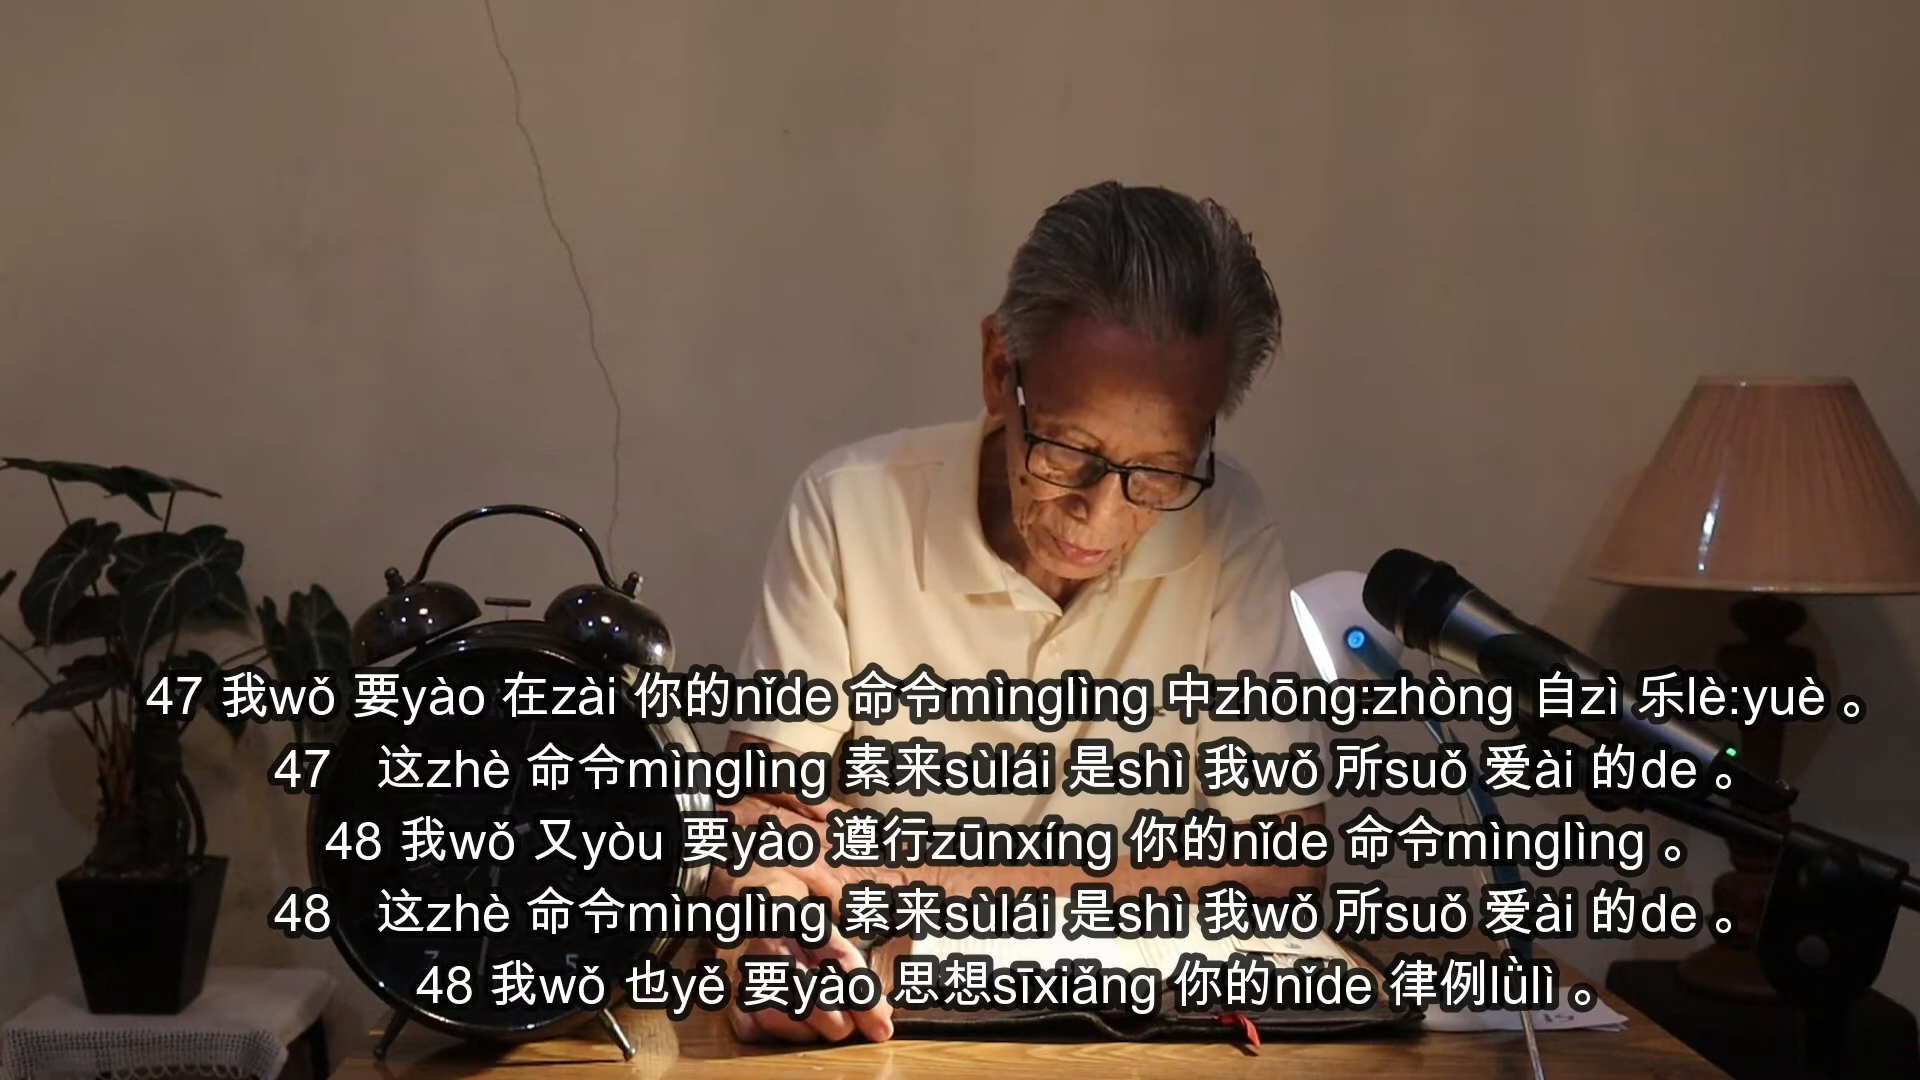 47 我wǒ 要yào 在zài 你的nǐde 命令mìnglìng 中zhōng:zhòng 自zì 乐lè:yuè 。
47 这zhè 命令mìnglìng 素来sùlái 是shì 我wǒ 所suǒ 爱ài 的de 。
48 我wǒ 又yòu 要yào 遵行zūnxíng 你的nǐde 命令mìnglìng 。
48 这zhè 命令mìnglìng 素来sùlái 是shì 我wǒ 所suǒ 爱ài 的de 。
48 我wǒ 也yě 要yào 思想sīxiǎng 你的nǐde 律例lǜlì 。